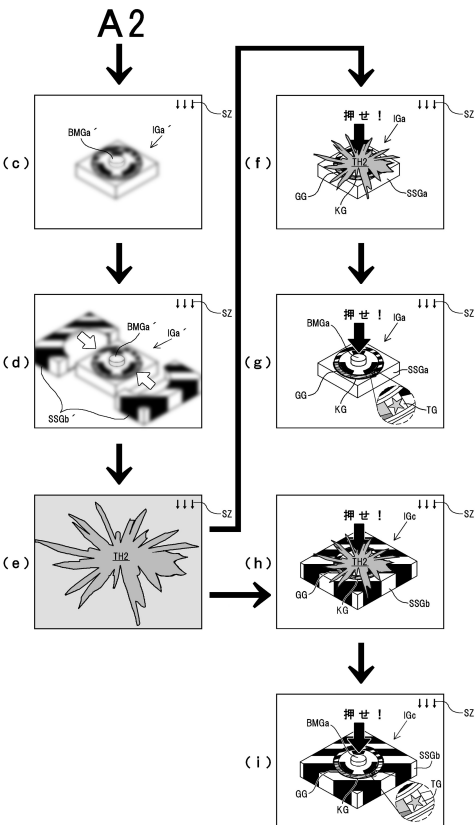 A2
(c)
BMGa´
IGa´
SZ
(d)
BMGa´
IGa´
SSGb´
SZ
(e)
TH2
SZ
(f)
押せ!
IGa
TH2
GG
KG
SSGa
SZ
(g)
押せ!
BMGa
IGa
SSGa
GG
KG
TG
SZ
(h)
押せ!
IGc
TH2
GG
KG
SSGb
SZ
(i)
押せ!
BMGa
IGc
SSGb
TG
GG
KG
SZ